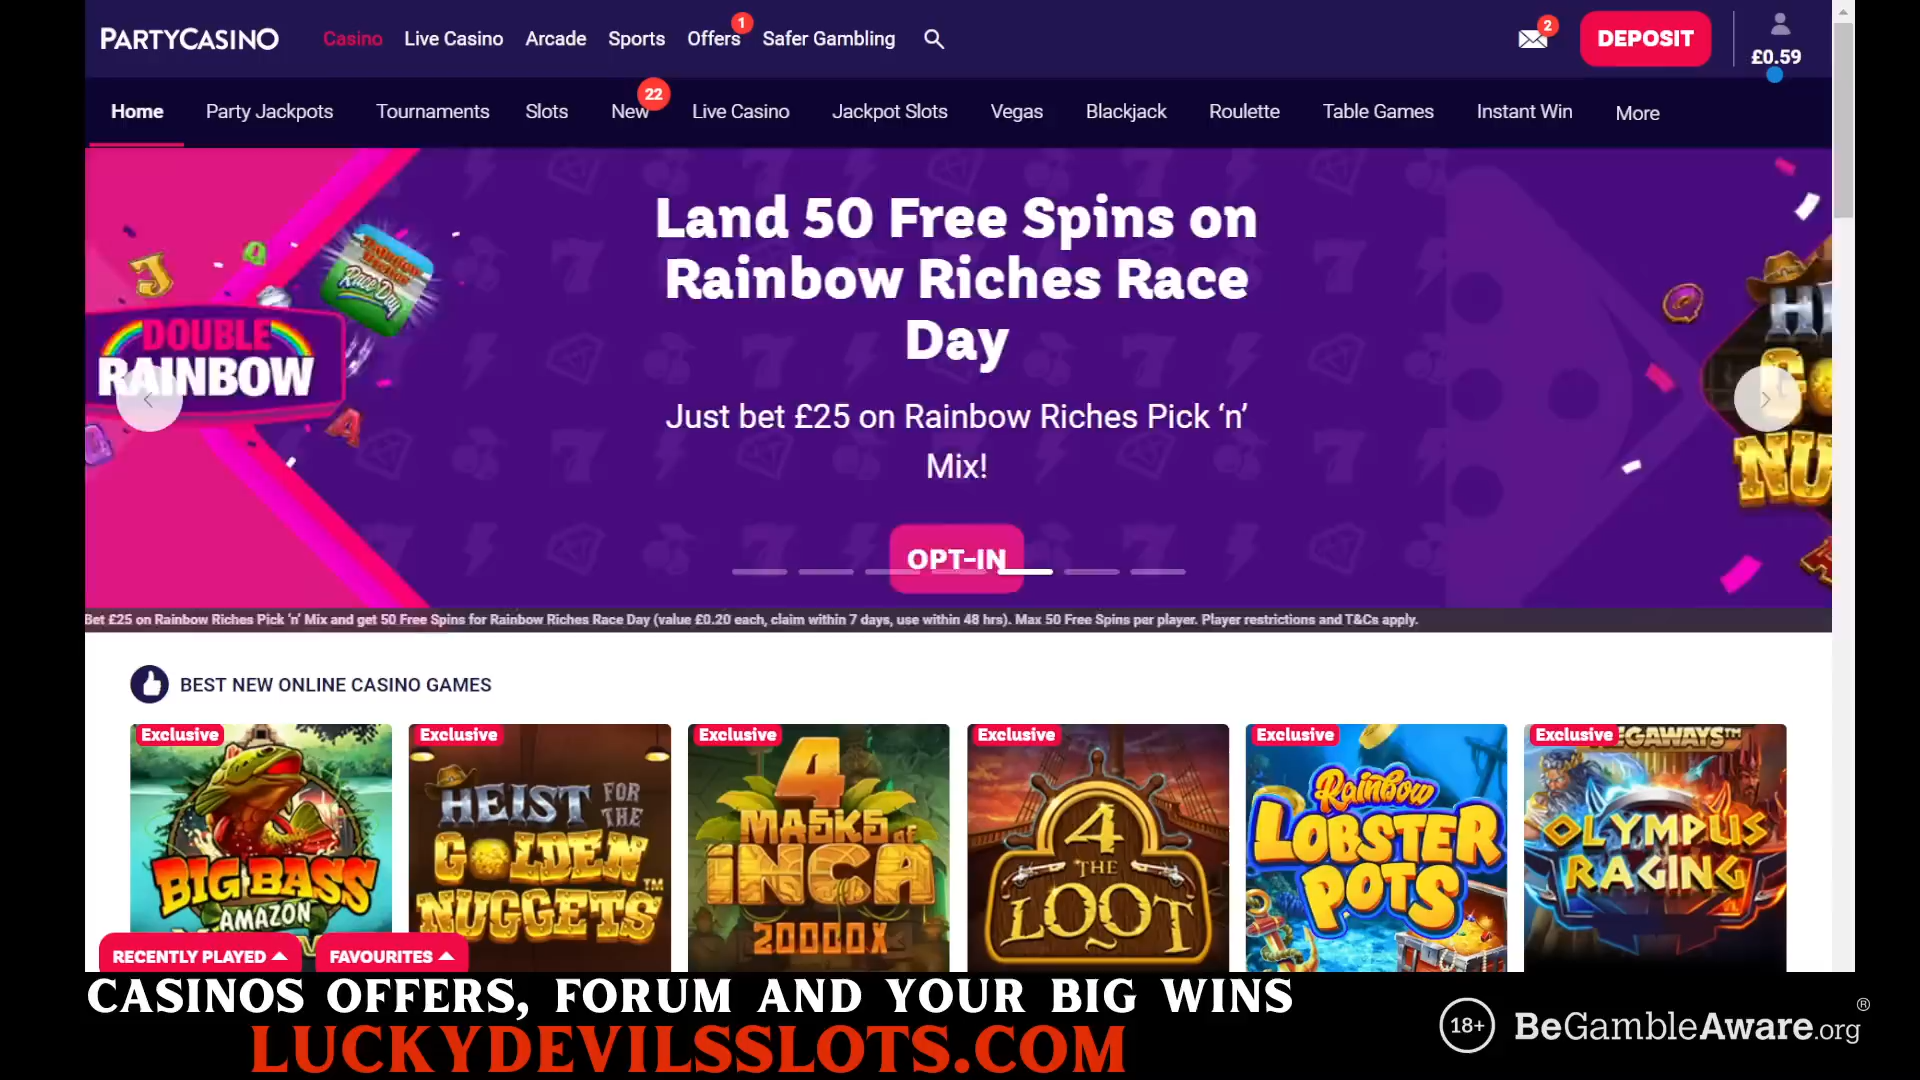 PARTYCASINO
Casino
Live Casino
Arcade
Sports
Offers
1
Safer Gambling
2
DEPOSIT
£0.59
Home
Party Jackpots
Tournaments
Slots
New
22
Live Casino
Jackpot Slots
Vegas
Blackjack
Roulette
Table Games
Instant Win
More
Land 50 Free Spins on
Rainbow Riches Race
Day
Just bet £25 on Rainbow Riches Pick ‘n’
Mix!
OPT-IN
Rainbow
Riches
Race Day
DOUBLE
RAINBOW
Bet £25 on Rainbow Riches Pick ‘n’ Mix and get 50 Free Spins for Rainbow Riches Race Day (value £0.20 each, claim within 7 days, use within 48 hrs). Max 50 Free Spins per player. Player restrictions and T&Cs apply.
BEST NEW ONLINE CASINO GAMES
Exclusive
BIG BASS
AMAZON
Exclusive
HEIST FOR
THE
GOLDEN
NUGGETS™
Exclusive
4
MASKS OF
INCA
20000X
Exclusive
4
THE
LOOT
Exclusive
Rainbow
LOBSTER
POTS
Exclusive
OLYMPUS
RAGING
RECENTLY PLAYED
FAVOURITES
CASINOS OFFERS, FORUM AND YOUR BIG WINS
LUCKYDEVILSSLOTS.COM
18+
BeGambleAware.org®